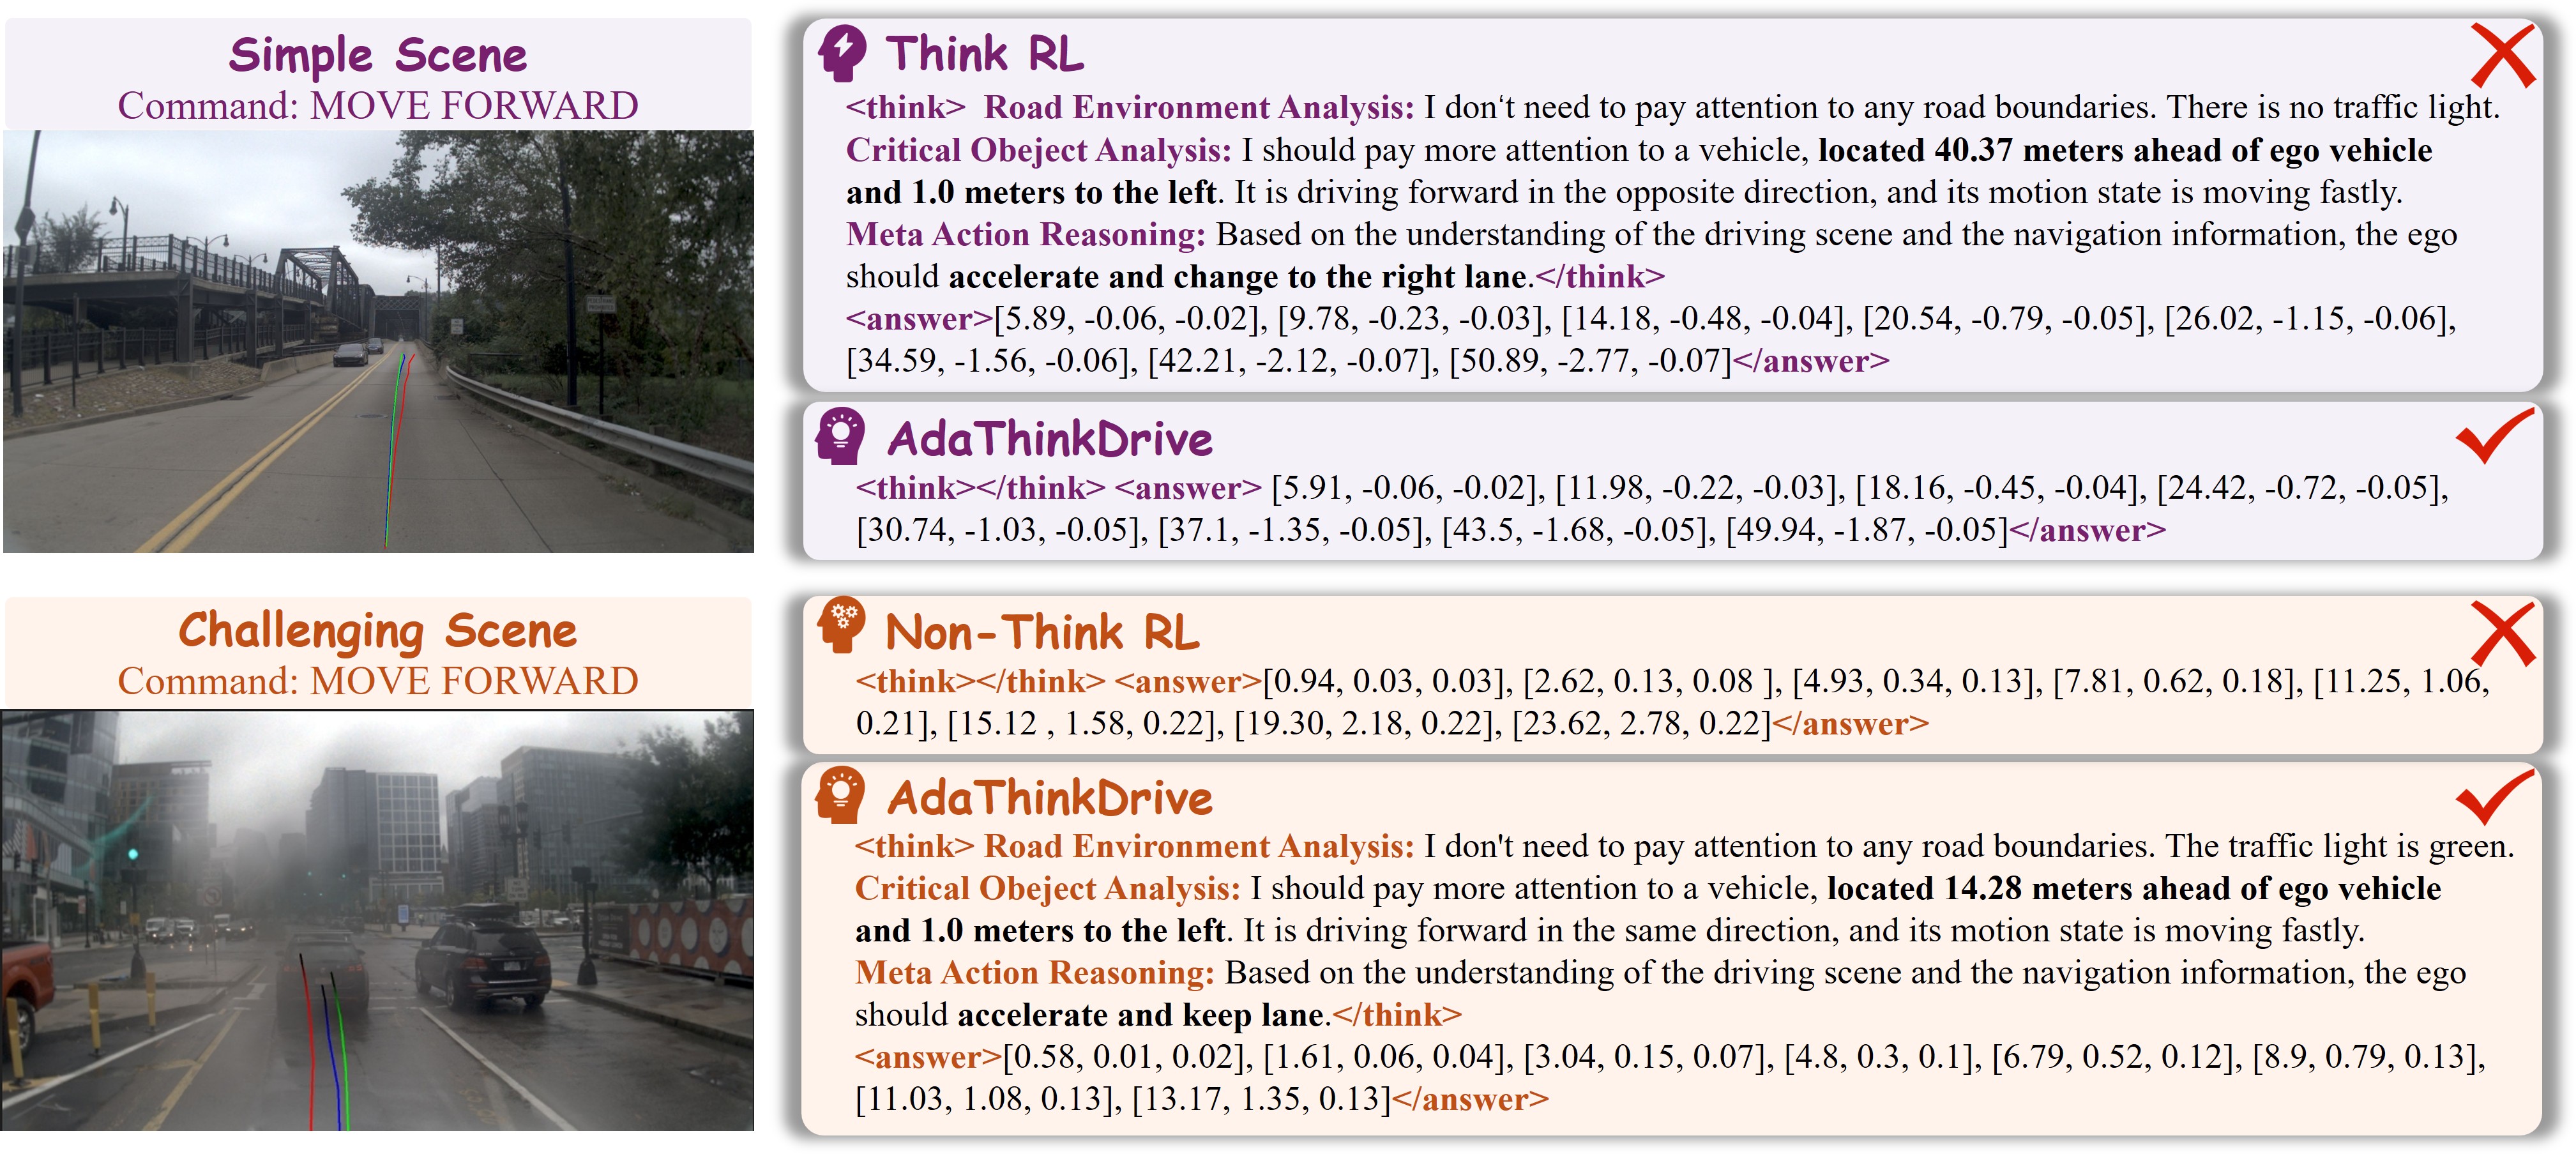 Simple Scene
Command: MOVE FORWARD
Think RL
<think> Road Environment Analysis: I don‘t need to pay attention to any road boundaries. There is no traffic light.
Critical Obeject Analysis: I should pay more attention to a vehicle, located 40.37 meters ahead of ego vehicle
and 1.0 meters to the left. It is driving forward in the opposite direction, and its motion state is moving fastly.
Meta Action Reasoning: Based on the understanding of the driving scene and the navigation information, the ego
should accelerate and change to the right lane.</think>
<answer>[5.89, -0.06, -0.02], [9.78, -0.23, -0.03], [14.18, -0.48, -0.04], [20.54, -0.79, -0.05], [26.02, -1.15, -0.06],
[34.59, -1.56, -0.06], [42.21, -2.12, -0.07], [50.89, -2.77, -0.07]</answer>
AdaThinkDrive
<think></think> <answer> [5.91, -0.06, -0.02], [11.98, -0.22, -0.03], [18.16, -0.45, -0.04], [24.42, -0.72, -0.05],
[30.74, -1.03, -0.05], [37.1, -1.35, -0.05], [43.5, -1.68, -0.05], [49.94, -1.87, -0.05]</answer>
Challenging Scene
Command: MOVE FORWARD
Non-Think RL
<think></think> <answer>[0.94, 0.03, 0.03], [2.62, 0.13, 0.08 ], [4.93, 0.34, 0.13], [7.81, 0.62, 0.18], [11.25, 1.06,
0.21], [15.12 , 1.58, 0.22], [19.30, 2.18, 0.22], [23.62, 2.78, 0.22]</answer>
AdaThinkDrive
<think> Road Environment Analysis: I don't need to pay attention to any road boundaries. The traffic light is green.
Critical Obeject Analysis: I should pay more attention to a vehicle, located 14.28 meters ahead of ego vehicle
and 1.0 meters to the left. It is driving forward in the same direction, and its motion state is moving fastly.
Meta Action Reasoning: Based on the understanding of the driving scene and the navigation information, the ego
should accelerate and keep lane.</think>
<answer>[0.58, 0.01, 0.02], [1.61, 0.06, 0.04], [3.04, 0.15, 0.07], [4.8, 0.3, 0.1], [6.79, 0.52, 0.12], [8.9, 0.79, 0.13],
[11.03, 1.08, 0.13], [13.17, 1.35, 0.13]</answer>